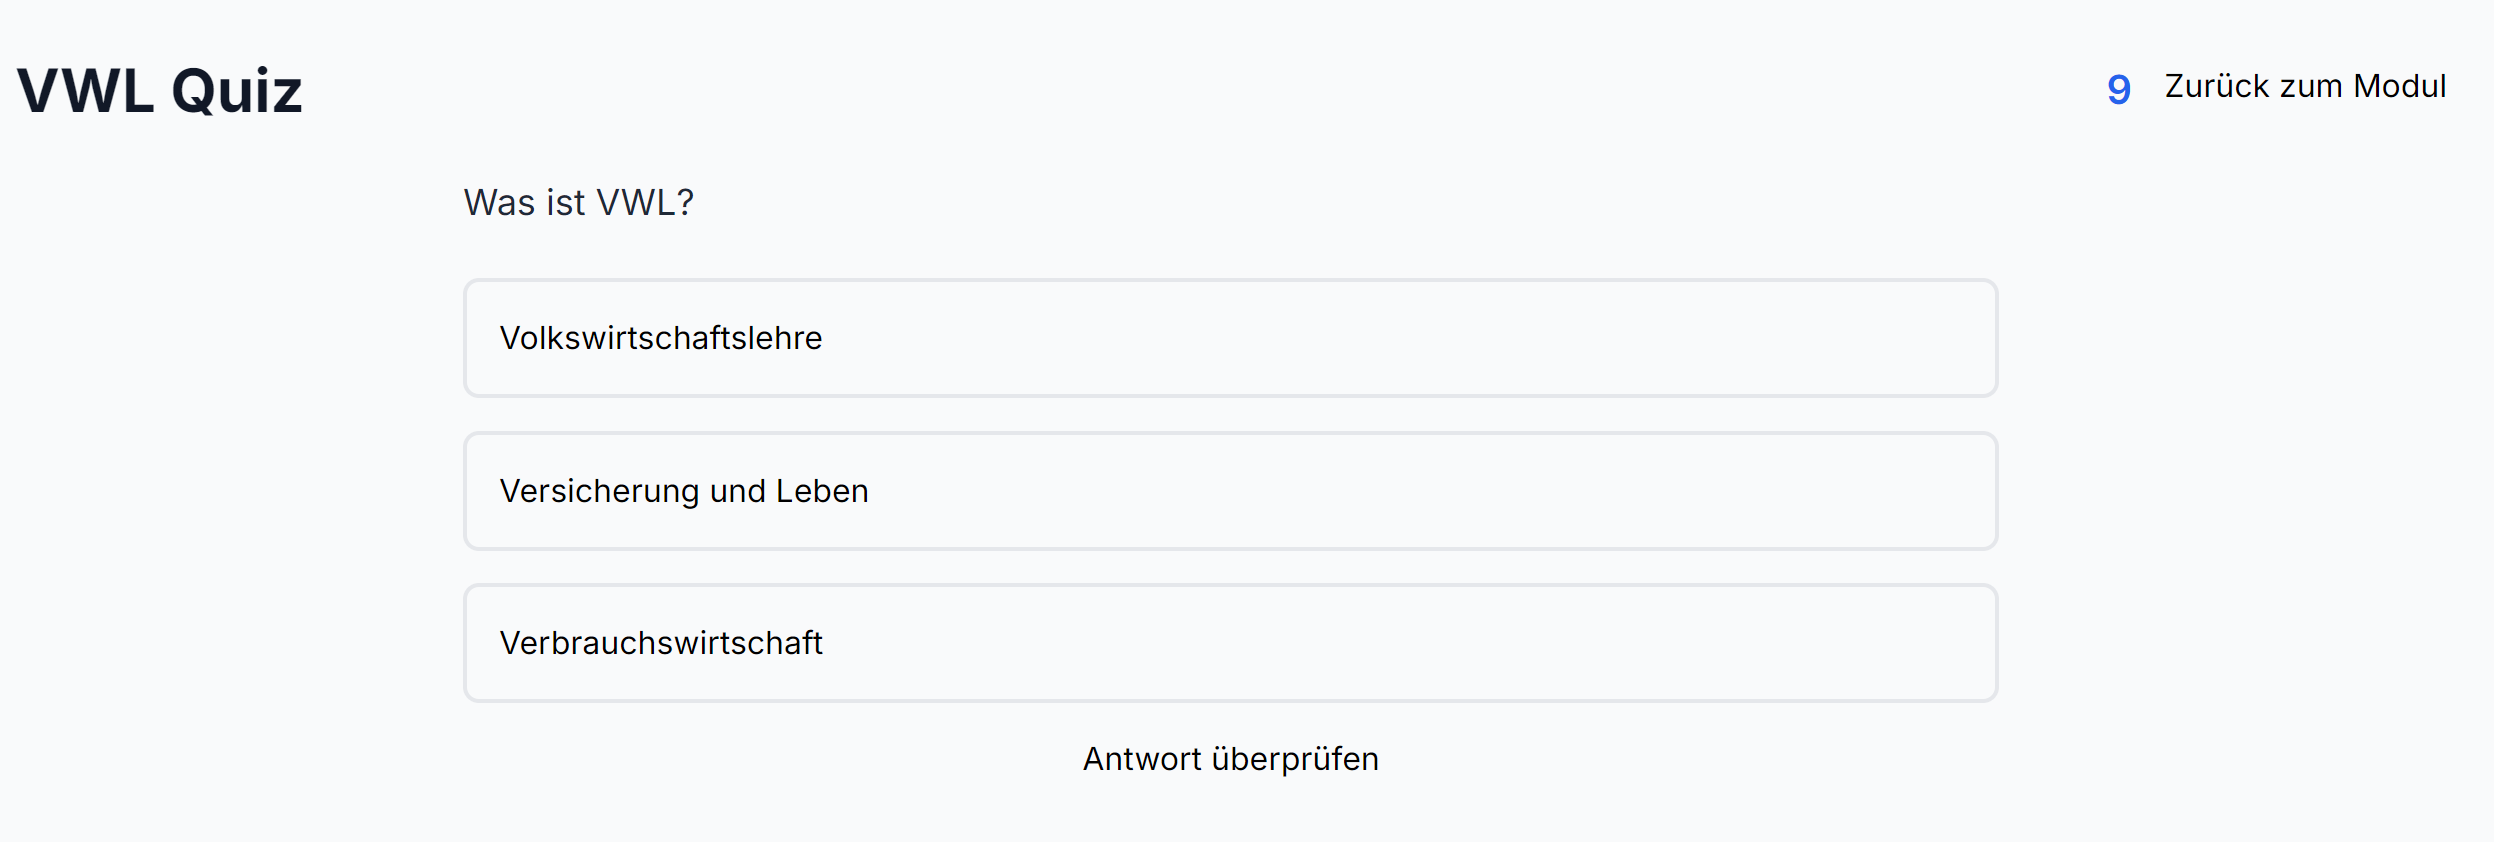 VWL Quiz
9 Zurück zum Modul
Was ist VWL?
Volkswirtschaftslehre
Versicherung und Leben
Verbrauchswirtschaft
Antwort überprüfen